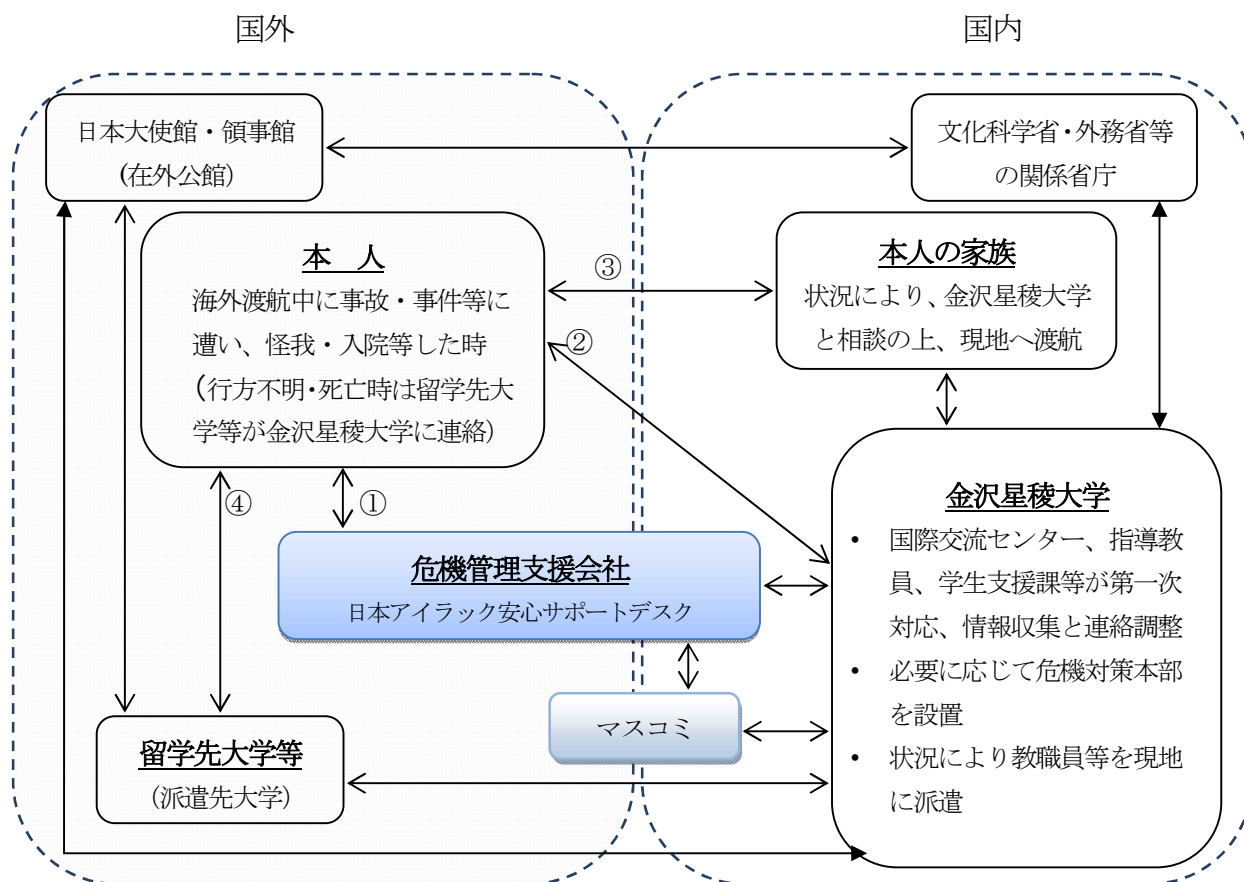 国外
国内
日本大使館・領事館
(在外公館)
文化科学省・外務省等
の関係省庁
本　人
海外渡航中に事故・事件等に
遭い、怪我・入院等した時
(行方不明・死亡時は留学先大
学等が金沢星稜大学に連絡)
③
②
本人の家族
状況により、金沢星稜大学
と相談の上、現地へ渡航
④
①
危機管理支援会社
日本アイラック安心サポートデスク
マスコミ
留学先大学等
(派遣先大学)
金沢星稜大学
• 国際交流センター、指導教
員、学生支援課等が第一次
対応、情報収集と連絡調整
• 必要に応じて危機対策本部
を設置
• 状況により教職員等を現地
に派遣